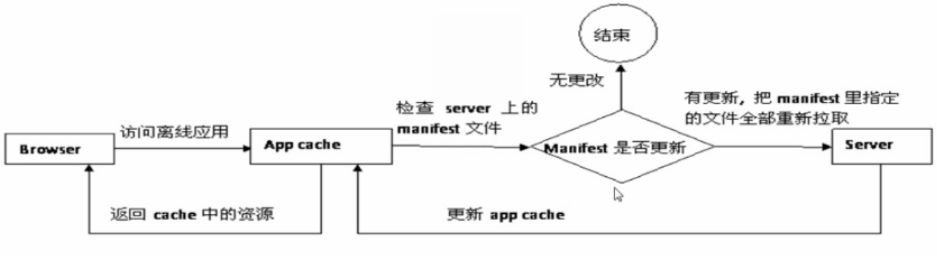 结束
无更改
检查 server 上的
manifest 文件
有更新, 把 manifest 里指定
的文件全部重新拉取
访问离线应用
Browser
App cache
Manifest 是否更新
Server
返回 cache 中的资源
更新 app cache